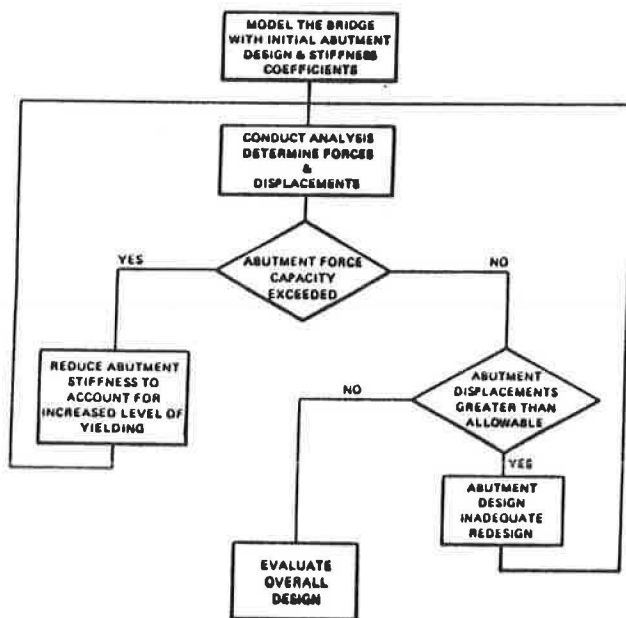 MODEL THE BRIDGE
WITH INITIAL ABUTMENT
DESIGN & STIFFNESS
COEFFICIENTS
CONDUCT ANALYSIS
DETERMINE FORCES
&
DISPLACEMENTS
YES
ABUTMENT FORCE
CAPACITY
EXCEEDED
NO
REDUCE ABUTMENT
STIFFNESS TO
ACCOUNT FOR
INCREASED LEVEL OF
YIELDING
NO
ABUTMENT
DISPLACEMENTS
GREATER THAN
ALLOWABLE
YES
ABUTMENT
DESIGN
INADEQUATE
REDESIGN
EVALUATE
OVERALL
DESIGN